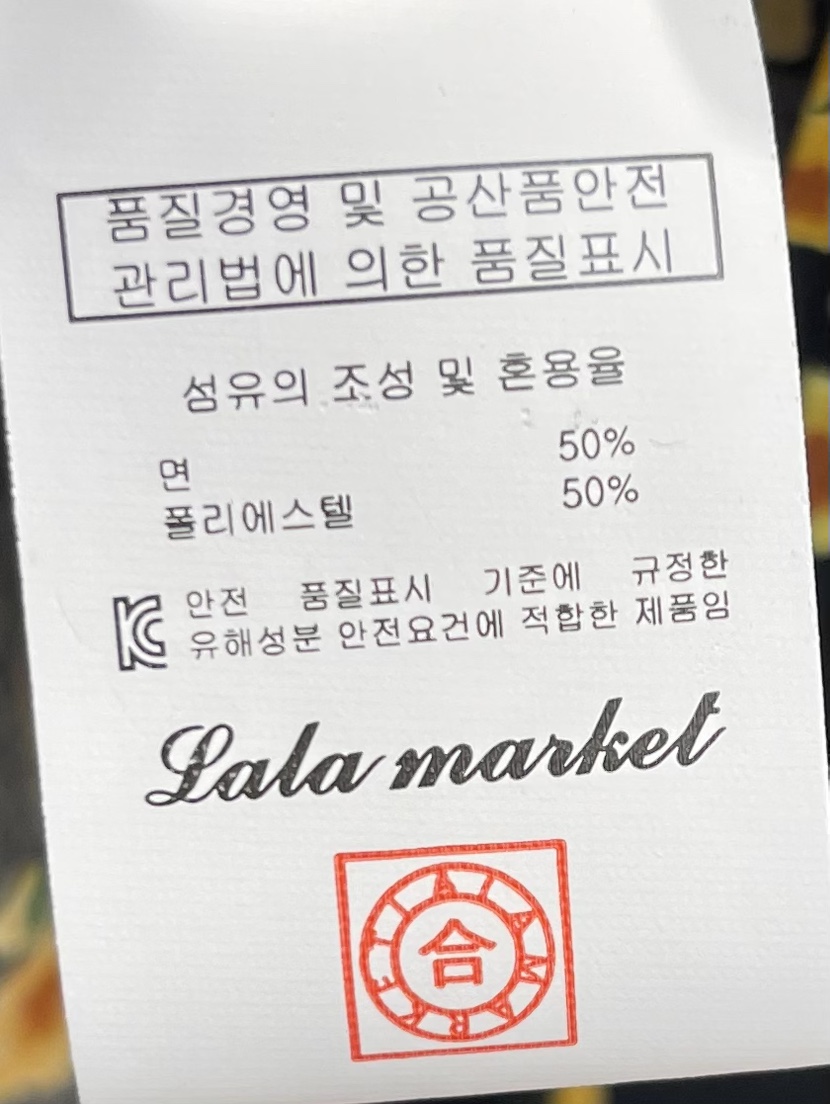 품질경영 및 공산품안전
관리법에 의한 품질표시
섬유의 조성 및 혼용율
면 50%
폴리에스텔 50%
안전 품질표시 기준에 규정한
유해성분 안전요건에 적합한 제품임
Lala market
LALAMARKET
合